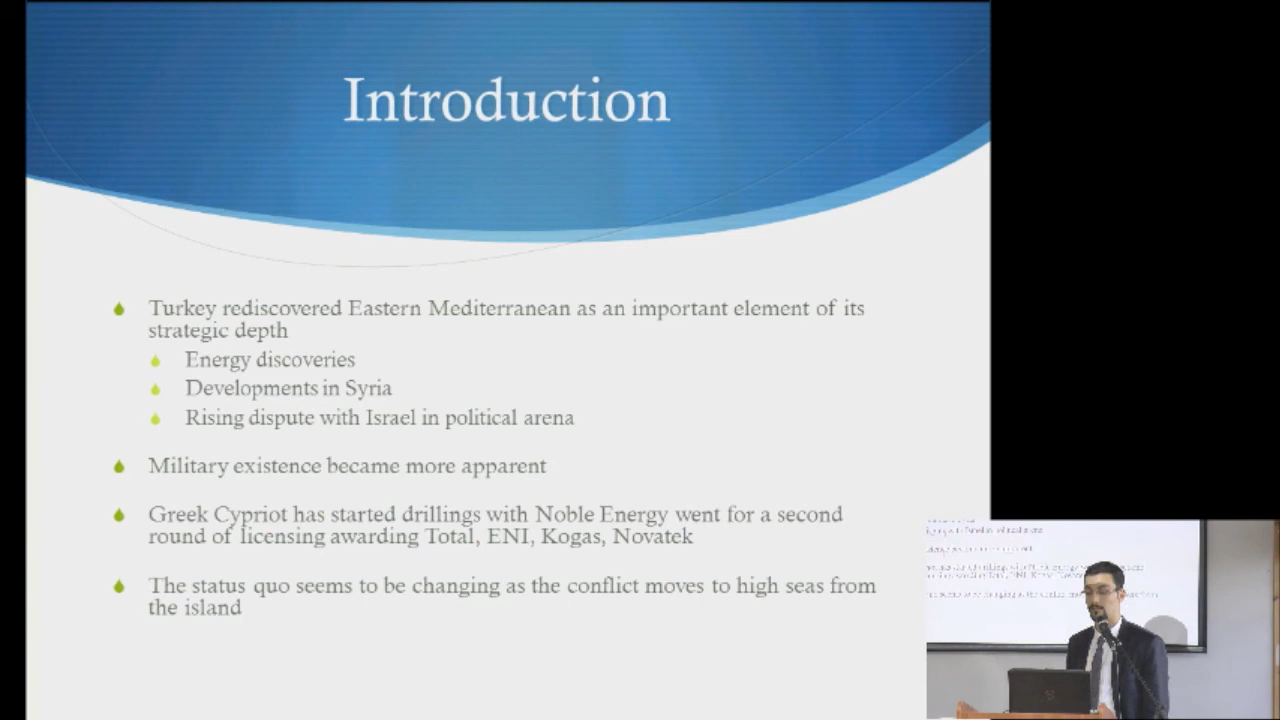 Introduction
Turkey rediscovered Eastern Mediterranean as an important element of its
strategic depth
Energy discoveries
Developments in Syria
Rising dispute with Israel in political arena
Military existence became more apparent
Greek Cypriot has started drillings with Noble Energy went for a second
round of licensing awarding Total, ENI, Kogas, Novatek
The status quo seems to be changing as the conflict moves to high seas from
the island